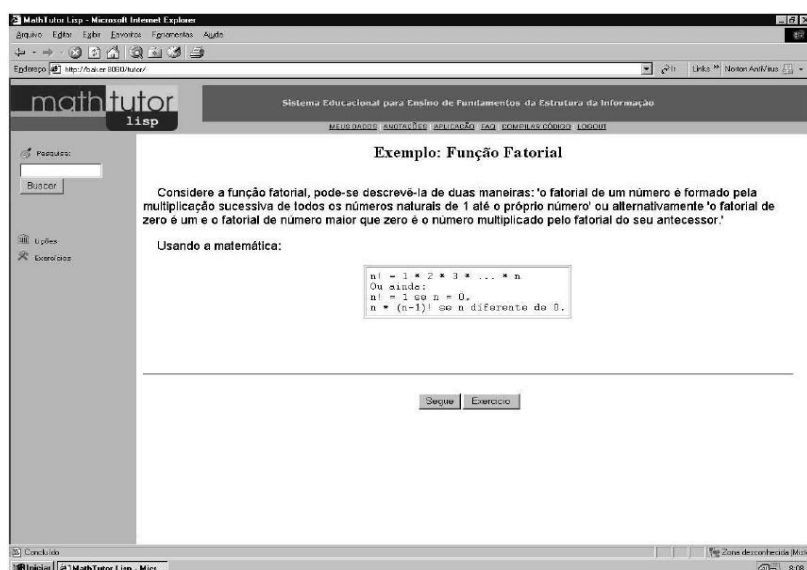 MathTutor Lisp - Microsoft Internet Explorer
Arquivo Editar Exibir Favoritos Ferramentas Ajuda
Endereço http://baker:8080/tutor/ Ir Links » Norton AntiVirus
math tutor
lisp
Sistema Educacional para Ensino de Fundamentos da Estrutura da Informação
MEUS DADOS ANOTAÇÕES APLICAÇÃO FAQ COMPILAR CÓDIGO LOGOUT
Pesquisa:
Buscar
Lições
Exercícios
Exemplo: Função Fatorial
Considere a função fatorial, pode-se descrevê-la de duas maneiras: 'o fatorial de um número é formado pela
multiplicação sucessiva de todos os números naturais de 1 até o próprio número' ou alternativamente 'o fatorial de
zero é um e o fatorial de número maior que zero é o número multiplicado pelo fatorial do seu antecessor.'
Usando a matemática:
n! = 1 * 2 * 3 * ... * n
Ou ainda:
n! = 1 se n = 0,
n * (n-1)! se n diferente de 0.
Segue Exercicio
Concluído Zona desconhecida (Mist
Iniciar MathTutor Lisp - Micr... 8:08